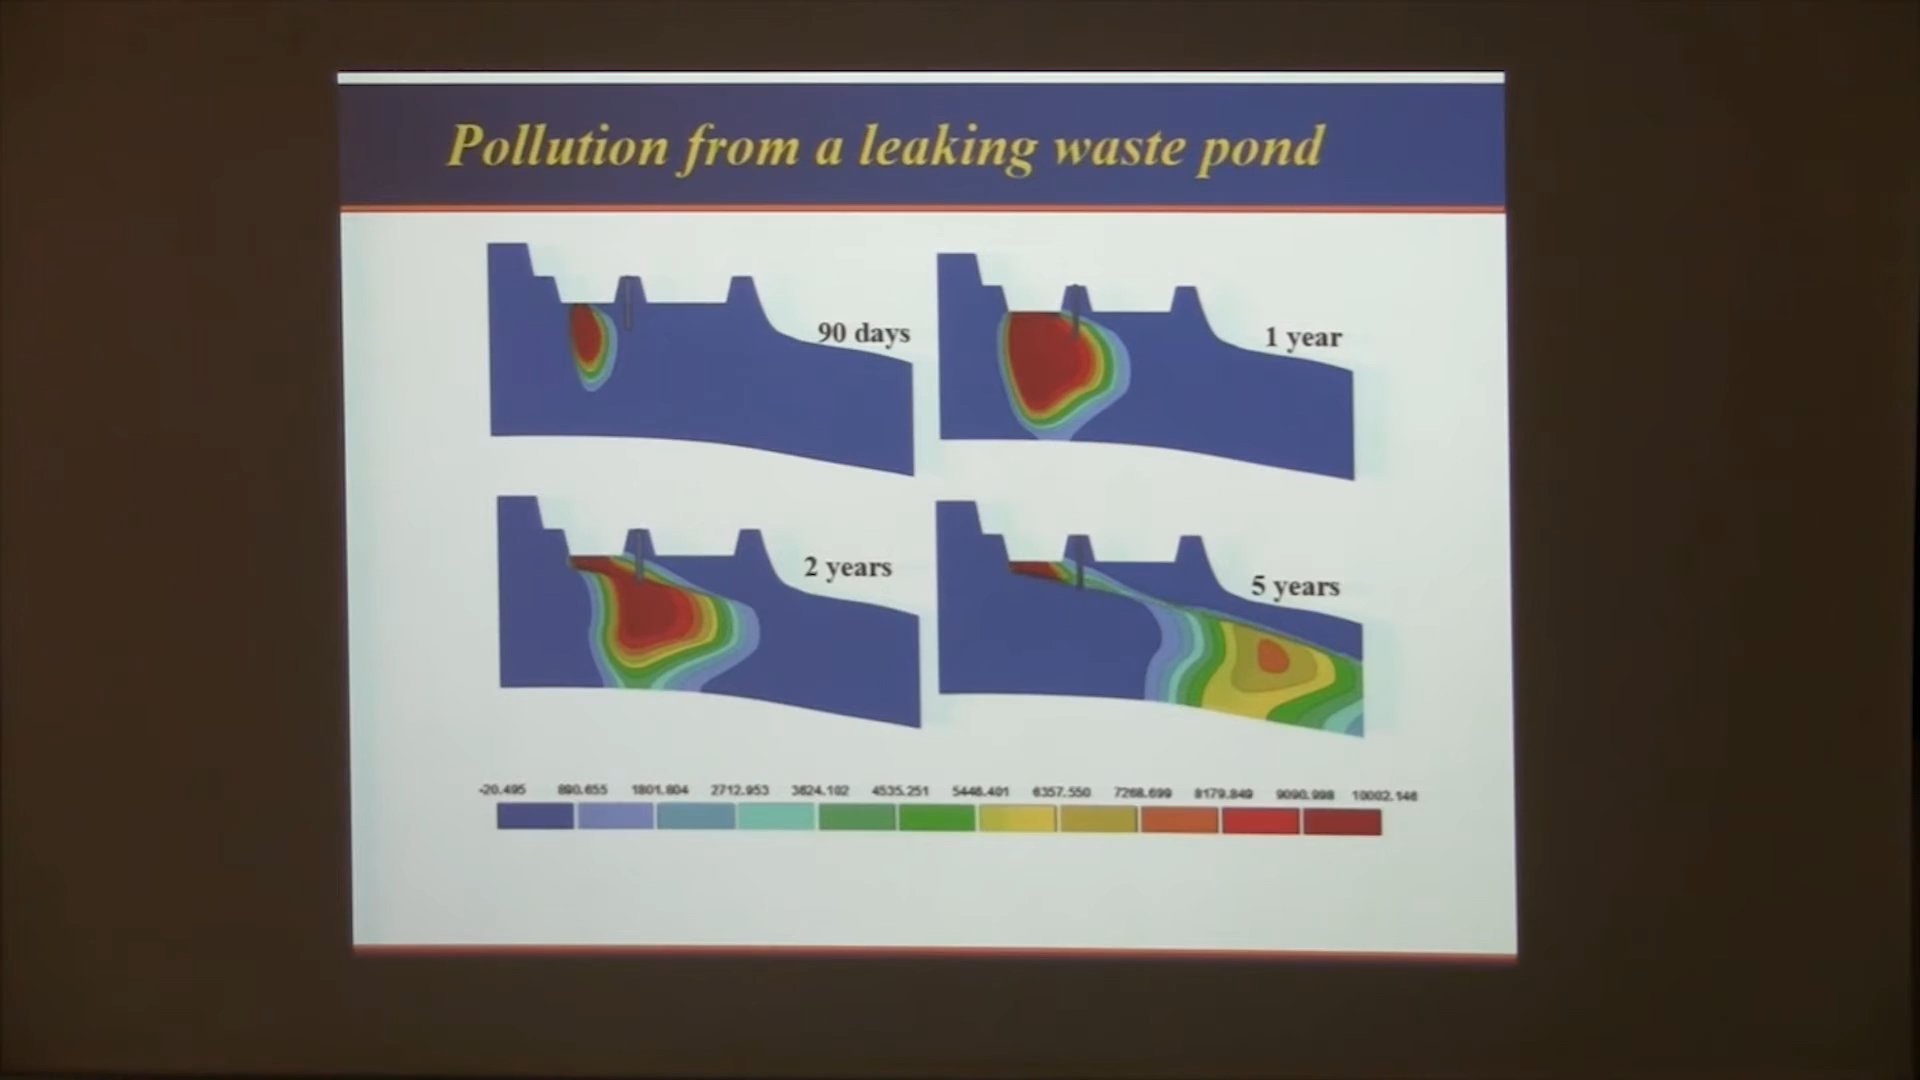 Pollution from a leaking waste pond
90 days
1 year
2 years
5 years
-20.495 890.655 1801.804 2712.953 3624.102 4535.251 5446.401 6357.550 7268.699 8179.849 9090.998 10002.146